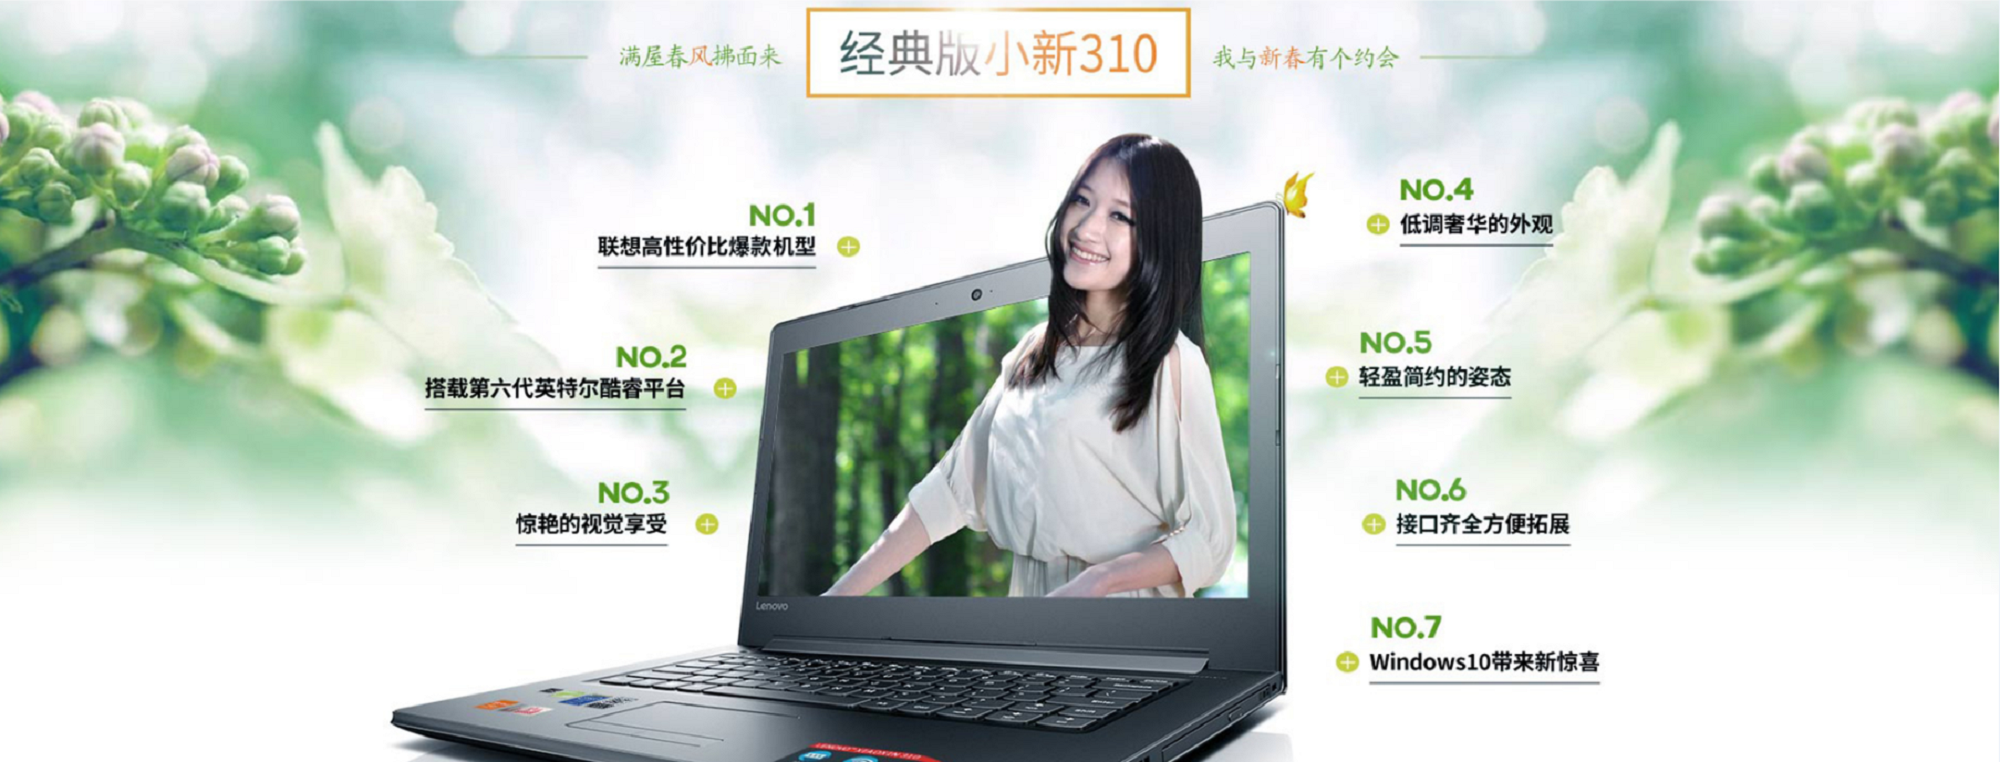 满屋春风拂面来
经典版小新310
我与新春有个约会
NO.1
联想高性价比爆款机型
NO.2
搭载第六代英特尔酷睿平台
NO.3
惊艳的视觉享受
NO.4
低调奢华的外观
NO.5
轻盈简约的姿态
NO.6
接口齐全方便拓展
NO.7
Windows10带来新惊喜
Lenovo
LENOVO XIAOXIN 310